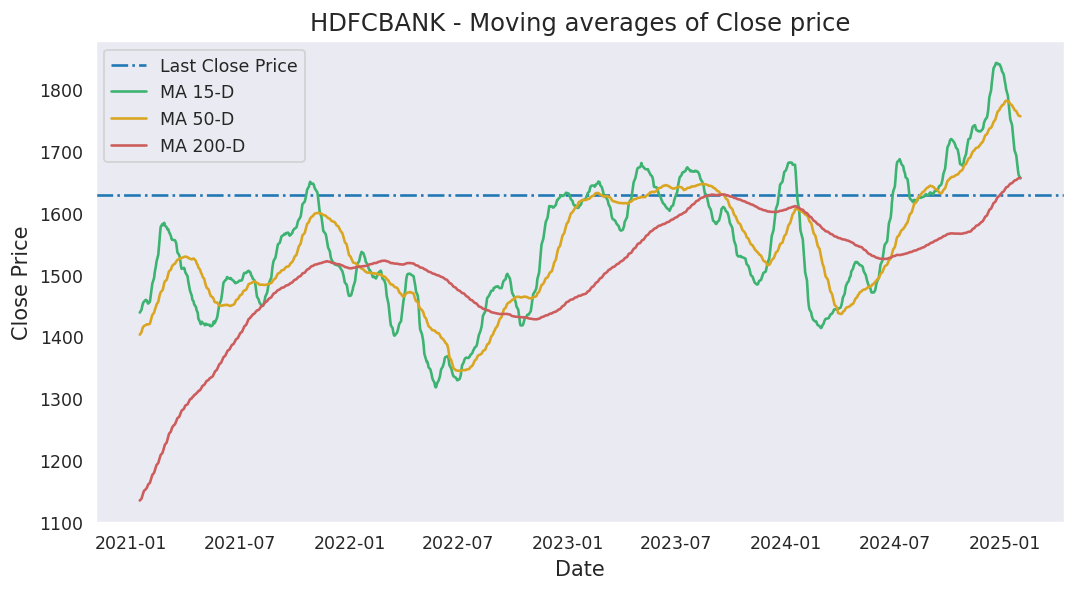 HDFCBANK - Moving averages of Close price
Last Close Price
MA 15-D
MA 50-D
MA 200-D
Close Price
1800
1700
1600
1500
1400
1300
1200
1100
2021-01 2021-07 2022-01 2022-07 2023-01 2023-07 2024-01 2024-07 2025-01
Date